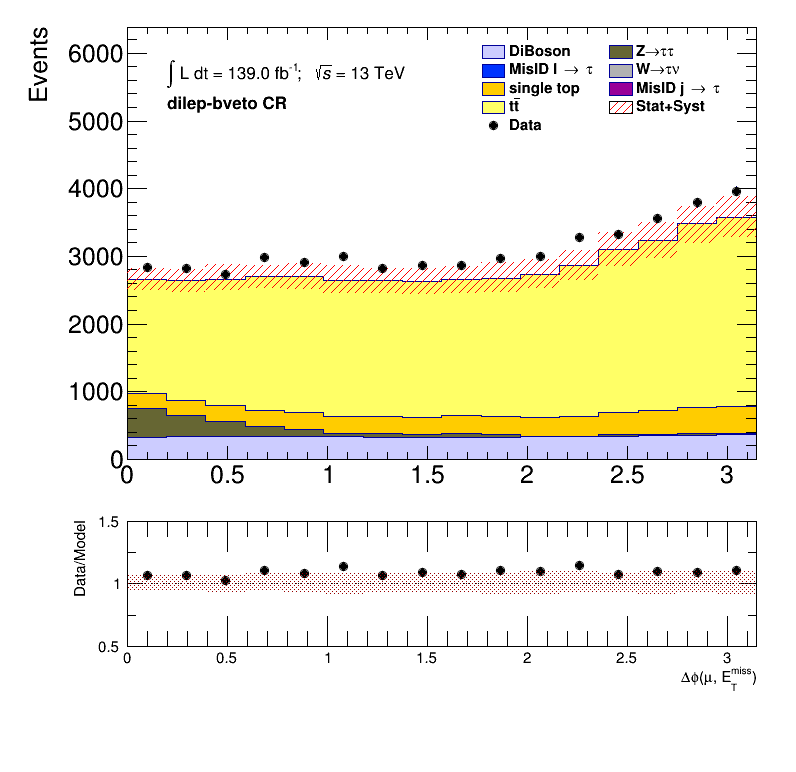 Events
6000
5000
4000
3000
2000
1000
0
∫ L dt = 139.0 fb⁻¹; √s = 13 TeV
dilep-bveto CR
DiBoson
MisID l → τ
single top
tt̄
Data
Z→ττ
W→τν
MisID j → τ
Stat+Syst
0 0.5 1 1.5 2 2.5 3
Data/Model
1.5
1
0.5
0 0.5 1 1.5 2 2.5 3
Δϕ(μ, E_T^miss)